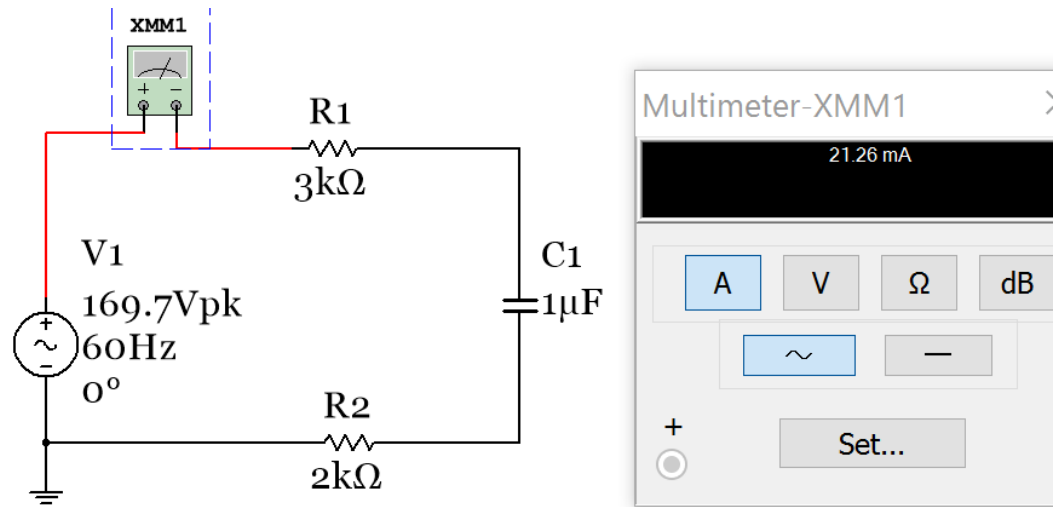 XMM1
+ −
R1
3kΩ
V1
169.7Vpk
60Hz
0°
+
−
C1
1µF
R2
2kΩ
Multimeter-XMM1
21.26 mA
A V Ω dB
~ —
+
Set...